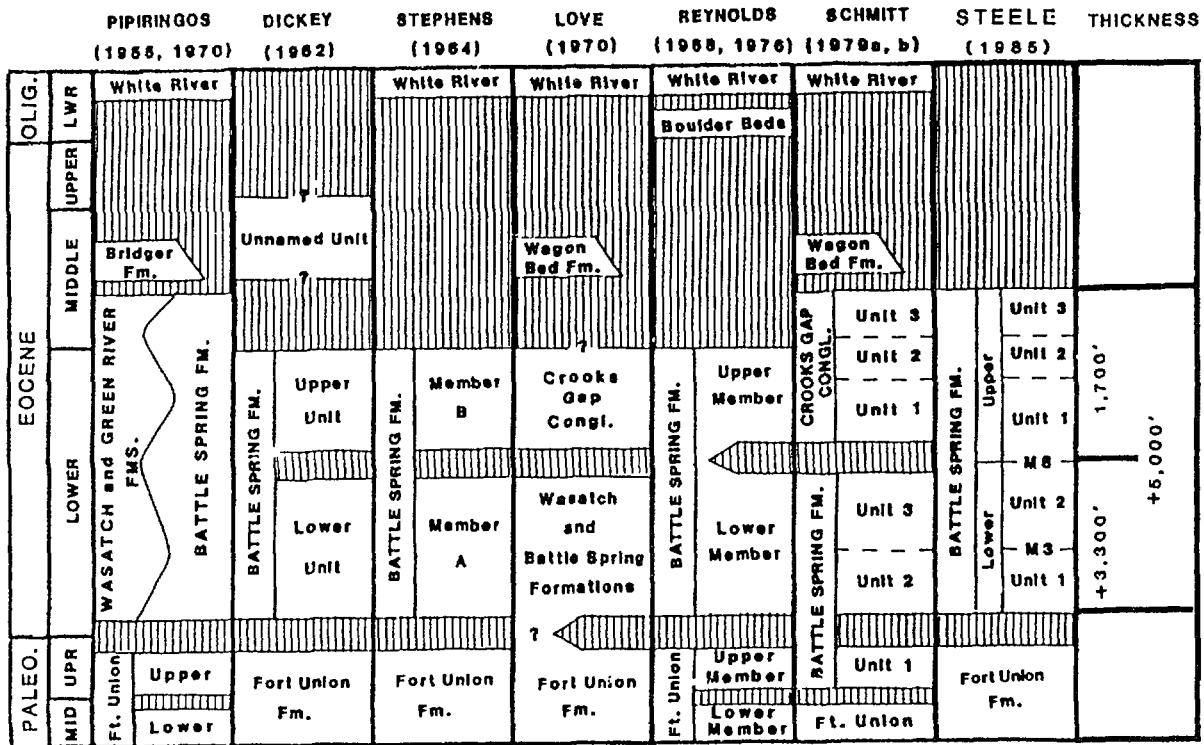 PIPIRINGOS
(1955, 1970)
DICKEY
(1962)
STEPHENS
(1964)
LOVE
(1970)
REYNOLDS
(1968, 1976)
SCHMITT
(1979a, b)
STEELE
(1985)
THICKNESS
OLIG.
LWR
EOCENE
UPPER
MIDDLE
LOWER
PALEO.
UPR
MID
White River
Bridger
Fm.
WASATCH and GREEN RIVER
FMS.
BATTLE SPRING FM.
Ft. Union
Upper
Lower
?
Unnamed Unit
?
BATTLE SPRING FM.
Upper
Unit
Lower
Unit
Fort Union
Fm.
White River
BATTLE SPRING FM.
Member
B
Member
A
Fort Union
Fm.
White River
Wagon
Bed Fm.
?
Crooks
Gap
Congl.
Wasatch
and
Battle Spring
Formations
?
Fort Union
Fm.
White River
Boulder Beds
BATTLE SPRING FM.
Upper
Member
Lower
Member
Ft. Union
Upper
Member
Lower
Member
White River
Wagon
Bed Fm.
CROOKS GAP
CONGL.
Unit 3
Unit 2
Unit 1
BATTLE SPRING FM.
Unit 3
Unit 2
Unit 1
Ft. Union
BATTLE SPRING FM.
Upper
Unit 3
Unit 2
Unit 1
M8
Lower
Unit 2
M3
Unit 1
Fort Union
Fm.
1,700'
+3,300'
+5,000'